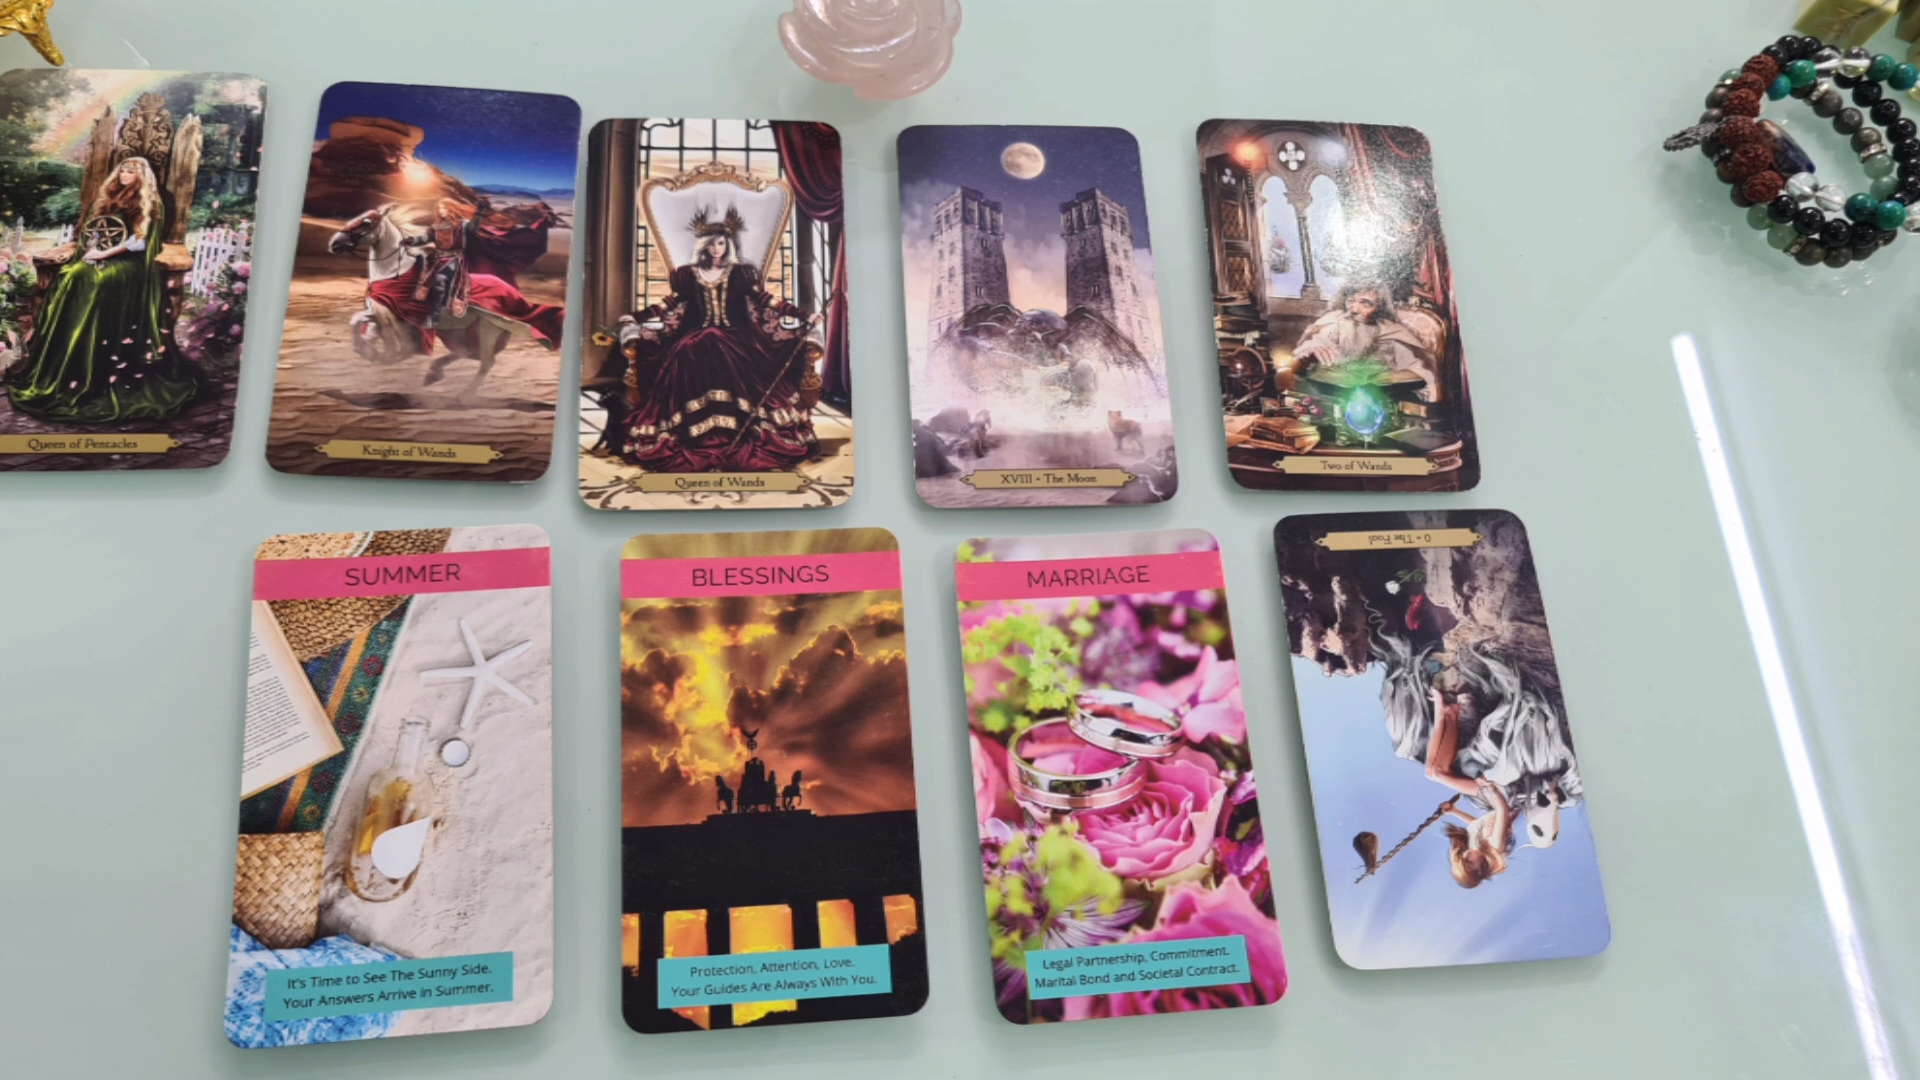 Queen of Pentacles
Knight of Wands
Queen of Wands
XVIII • The Moon
Two of Wands
SUMMER
It's Time to See The Sunny Side.
Your Answers Arrive in Summer.
BLESSINGS
Protection, Attention, Love.
Your Guides Are Always With You.
MARRIAGE
Legal Partnership, Commitment.
Marital Bond and Societal Contract.
0 • The Fool